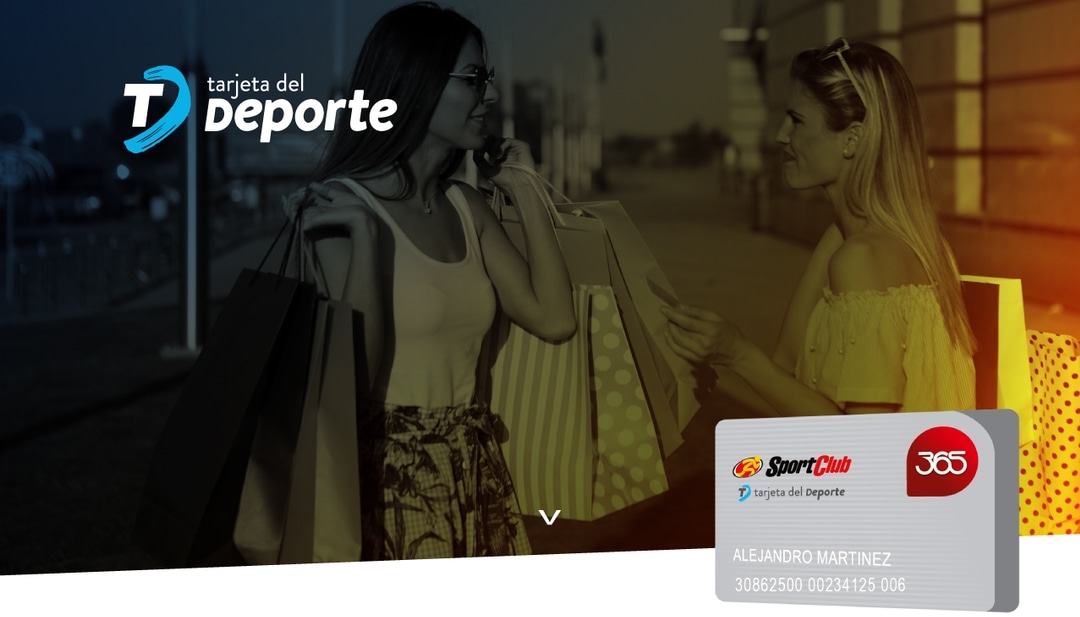 T
tarjeta del
Deporte
SportClub
365
T tarjeta del Deporte
ALEJANDRO MARTINEZ
30862500 00234125 006